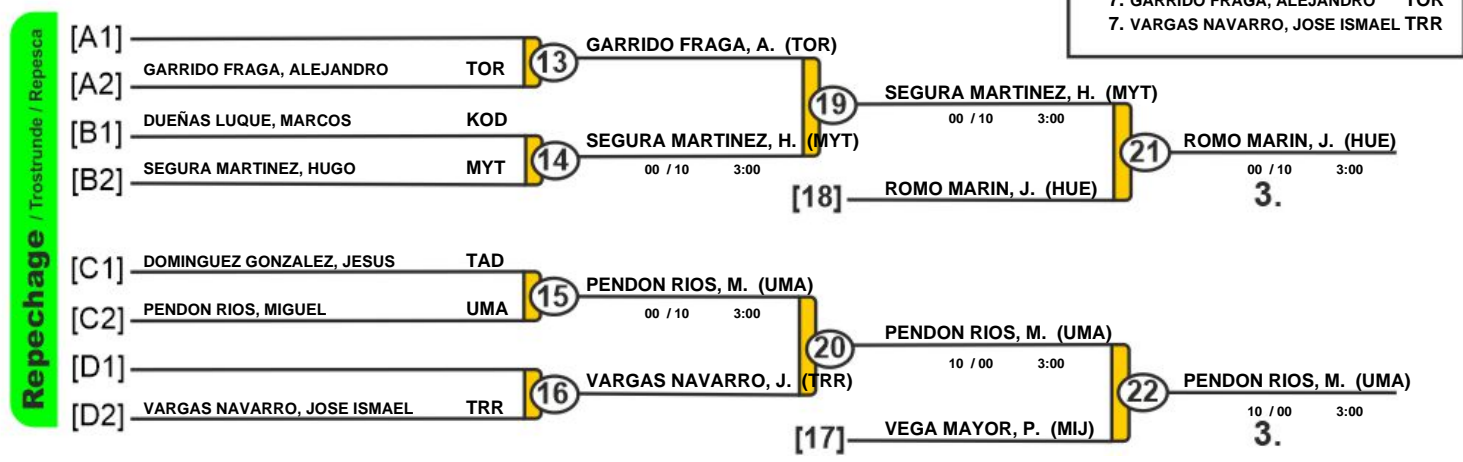 7. GARRIDO FRAGA, ALEJANDRO TOR
7. VARGAS NAVARRO, JOSE ISMAEL TRR
Repechage / Trostrunde / Repesca
[A1]
[A2] GARRIDO FRAGA, ALEJANDRO TOR
13
GARRIDO FRAGA, A. (TOR)
[B1] DUEÑAS LUQUE, MARCOS KOD
[B2] SEGURA MARTINEZ, HUGO MYT
14
SEGURA MARTINEZ, H. (MYT)
00 / 10 3:00
19
SEGURA MARTINEZ, H. (MYT)
00 / 10 3:00
[18] ROMO MARIN, J. (HUE)
21
ROMO MARIN, J. (HUE)
00 / 10 3:00
3.
[C1] DOMINGUEZ GONZALEZ, JESUS TAD
[C2] PENDON RIOS, MIGUEL UMA
15
PENDON RIOS, M. (UMA)
00 / 10 3:00
[D1]
[D2] VARGAS NAVARRO, JOSE ISMAEL TRR
16
VARGAS NAVARRO, J. (TRR)
20
PENDON RIOS, M. (UMA)
10 / 00 3:00
[17] VEGA MAYOR, P. (MIJ)
22
PENDON RIOS, M. (UMA)
10 / 00 3:00
3.